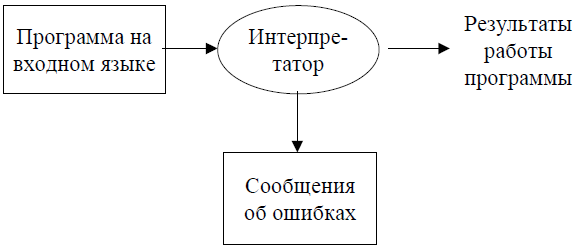 Программа на
входном языке
Интерпре-
татор
Результаты
работы
программы
Сообщения
об ошибках